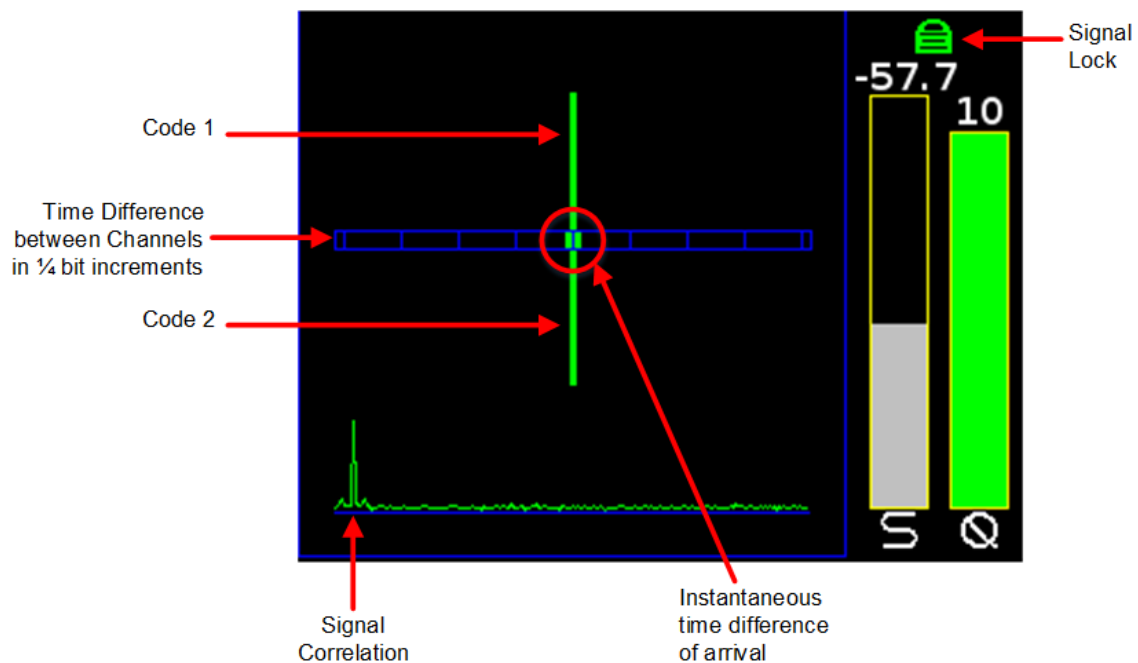 Signal
Lock
-57.7
10
Code 1
Time Difference
between Channels
in ¼ bit increments
Code 2
S
Q
Instantaneous
time difference
of arrival
Signal
Correlation